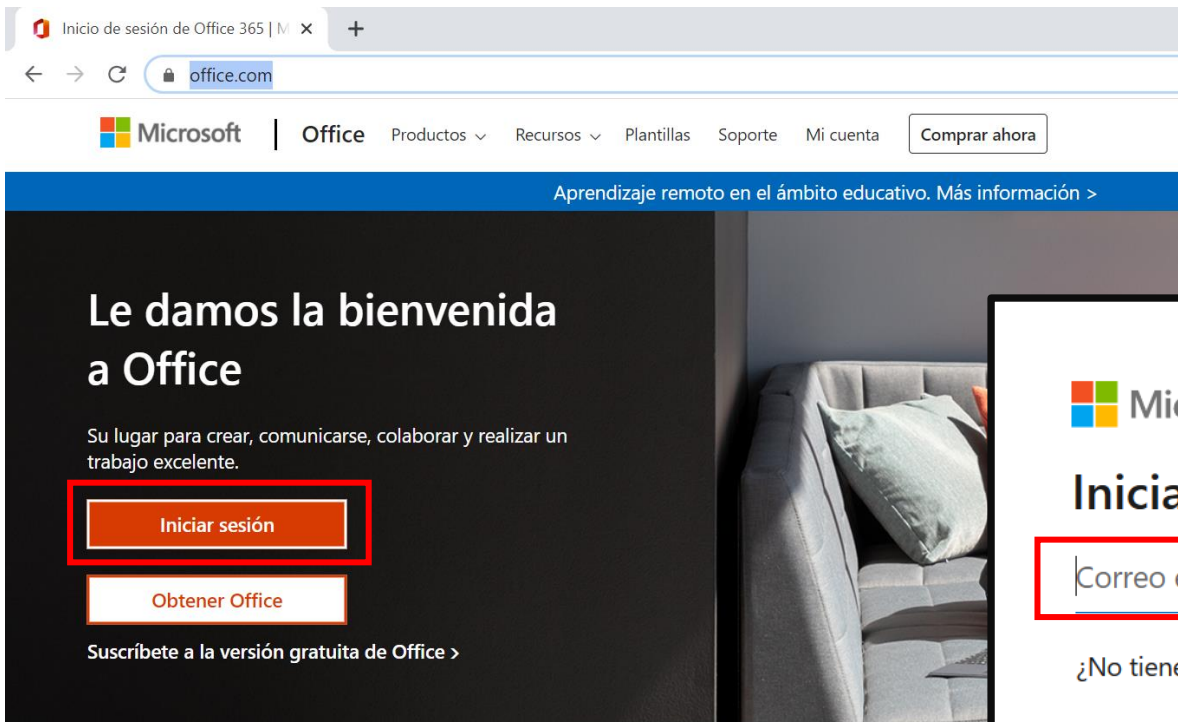 Inicio de sesión de Office 365 | M
office.com
Microsoft | Office Productos Recursos Plantillas Soporte Mi cuenta Comprar ahora
Aprendizaje remoto en el ámbito educativo. Más información >
Le damos la bienvenida
a Office
Su lugar para crear, comunicarse, colaborar y realizar un
trabajo excelente.
Iniciar sesión
Obtener Office
Suscríbete a la versión gratuita de Office >
Mic
Inicia
Correo
¿No tiene